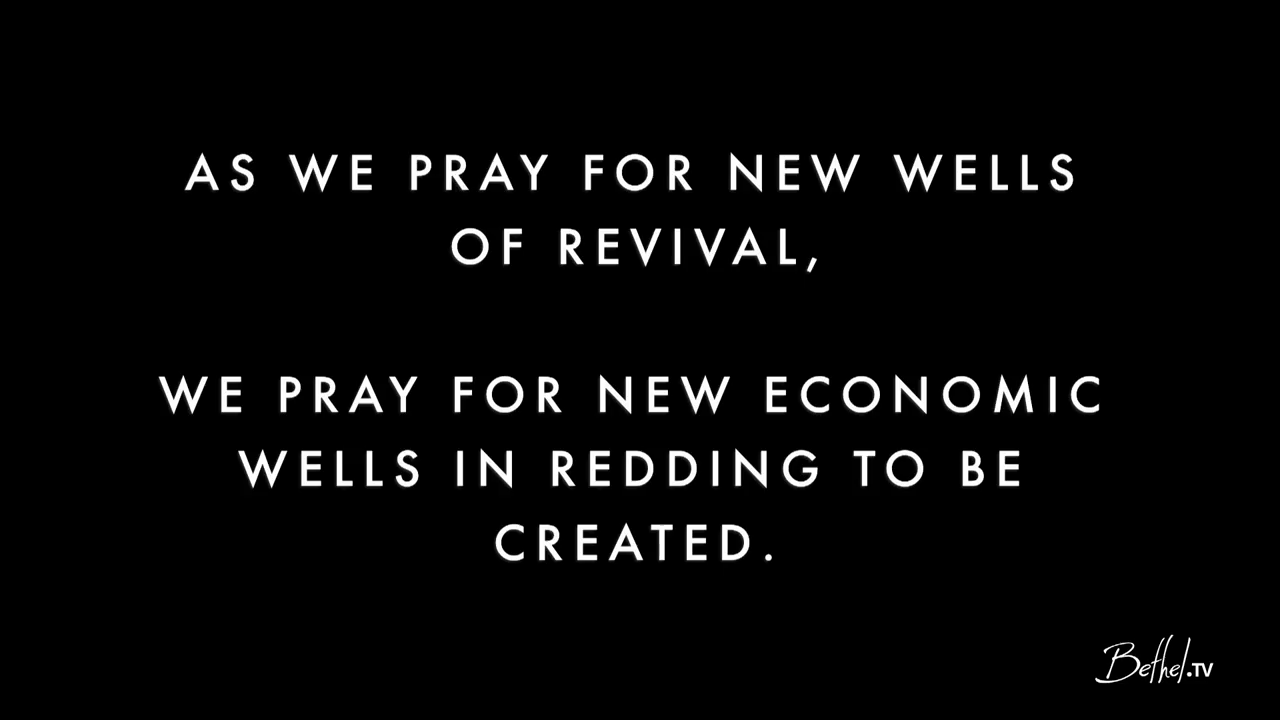 AS WE PRAY FOR NEW WELLS
OF REVIVAL,
WE PRAY FOR NEW ECONOMIC
WELLS IN REDDING TO BE
CREATED.
Bethel.TV